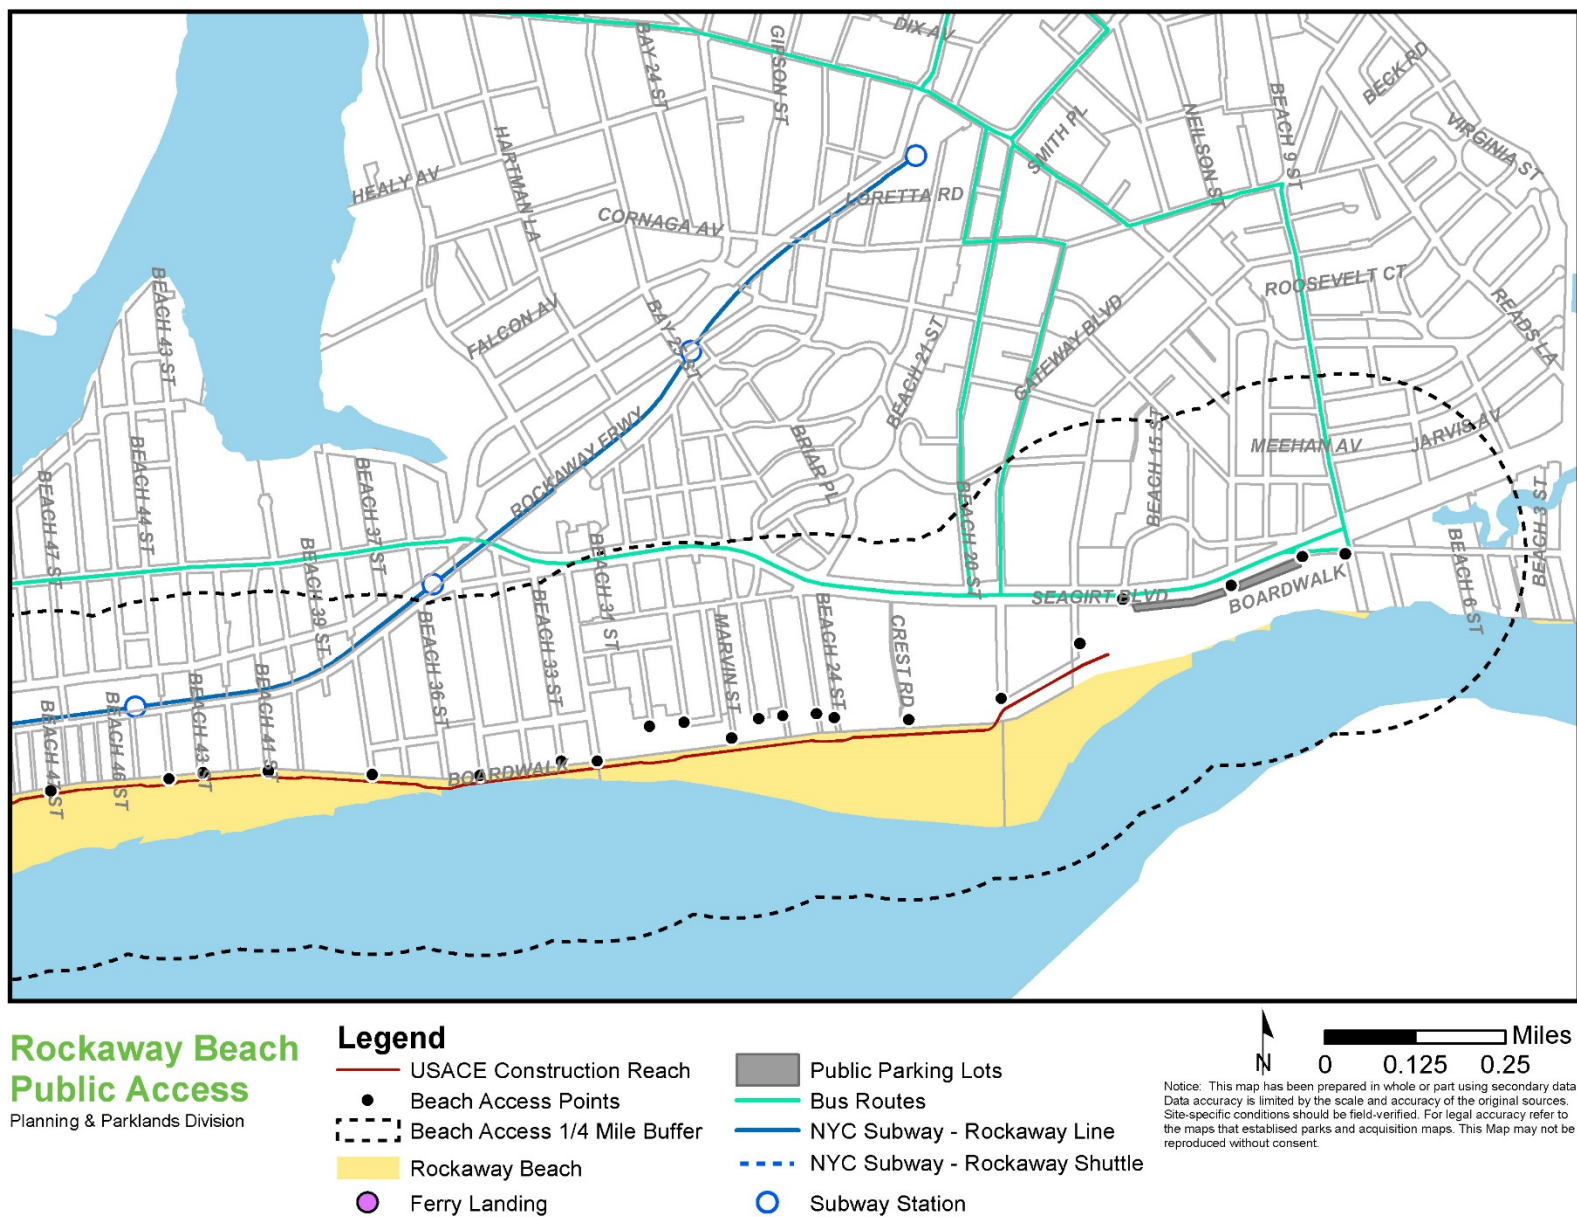 DIX AV
BAY 24 ST
GIPSON ST
BECK RD
BEACH 9 ST
SMITH PL
NEILSON ST
VIRGINIA ST
HARTMAN LA
HEALY AV
LORETTA RD
CORNAGA AV
BEACH 43 ST
ROOSEVELT CT
READS LA
FALCON AV
BAY 25 ST
BEACH 21 ST
GATEWAY BLVD
ROCKAWAY FRWY
BRIAR PL
BEACH 15 ST
MEEHAN AV
JARVIS AV
BEACH 47 ST
BEACH 44 ST
BEACH 37 ST
BEACH 20 ST
BEACH 3 ST
BEACH 39 ST
BEACH 31 ST
BEACH 6 ST
SEAGIRT BLVD
BOARDWALK
BEACH 36 ST
BEACH 33 ST
MARVIN ST
BEACH 24 ST
CREST RD
BEACH 47 ST
BEACH 46 ST
BEACH 43 ST
BEACH 41 ST
BOARDWALK
Rockaway Beach
Public Access
Planning & Parklands Division
Legend
USACE Construction Reach
Beach Access Points
Beach Access 1/4 Mile Buffer
Rockaway Beach
Ferry Landing
Public Parking Lots
Bus Routes
NYC Subway - Rockaway Line
NYC Subway - Rockaway Shuttle
Subway Station
N
Miles
0 0.125 0.25
Notice: This map has been prepared in whole or part using secondary data.
Data accuracy is limited by the scale and accuracy of the original sources.
Site-specific conditions should be field-verified. For legal accuracy refer to
the maps that establised parks and acquisition maps. This Map may not be
reproduced without consent.